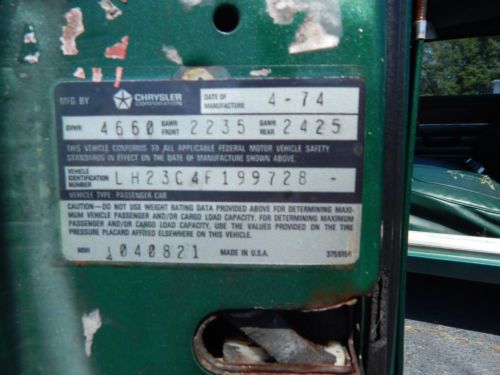 MFG. BY CHRYSLER CORPORATION DATE OF MANUFACTURE 4-74
GVWR 4660 GAWR FRONT 2235 GAWR REAR 2425
THIS VEHICLE CONFORMS TO ALL APPLICABLE FEDERAL MOTOR VEHICLE SAFETY
STANDARDS IN EFFECT ON DATE OF MANUFACTURE SHOWN ABOVE.
VEHICLE IDENTIFICATION NUMBER LH23G4F199728 -
VEHICLE TYPE: PASSENGER CAR
CAUTION—DO NOT USE WEIGHT RATING DATA PROVIDED ABOVE FOR DETERMINING MAXI-
MUM VEHICLE PASSENGER AND/OR CARGO LOAD CAPACITY. FOR DETERMINING MAXIMUM
PASSENGER AND/OR CARGO LOAD CAPACITY, USE THE VALUES PROVIDED ON THE TIRE
PRESSURE PLACARD AFFIXED ELSEWHERE ON THIS VEHICLE.
MDH 040821 MADE IN U.S.A.